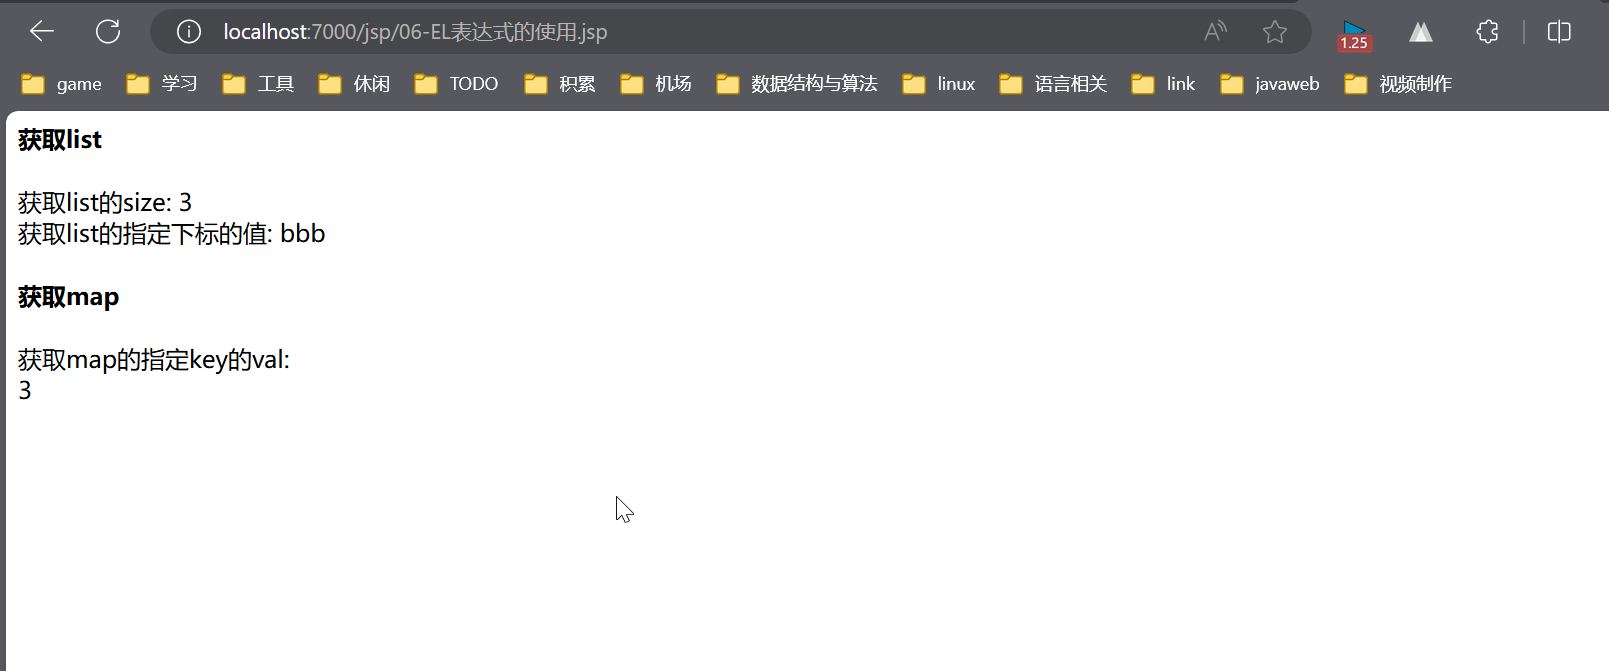 localhost:7000/jsp/06-EL表达式的使用.jsp
1.25
game 学习 工具 休闲 TODO 积累 机场 数据结构与算法 linux 语言相关 link javaweb 视频制作
获取list
获取list的size: 3
获取list的指定下标的值: bbb
获取map
获取map的指定key的val:
3